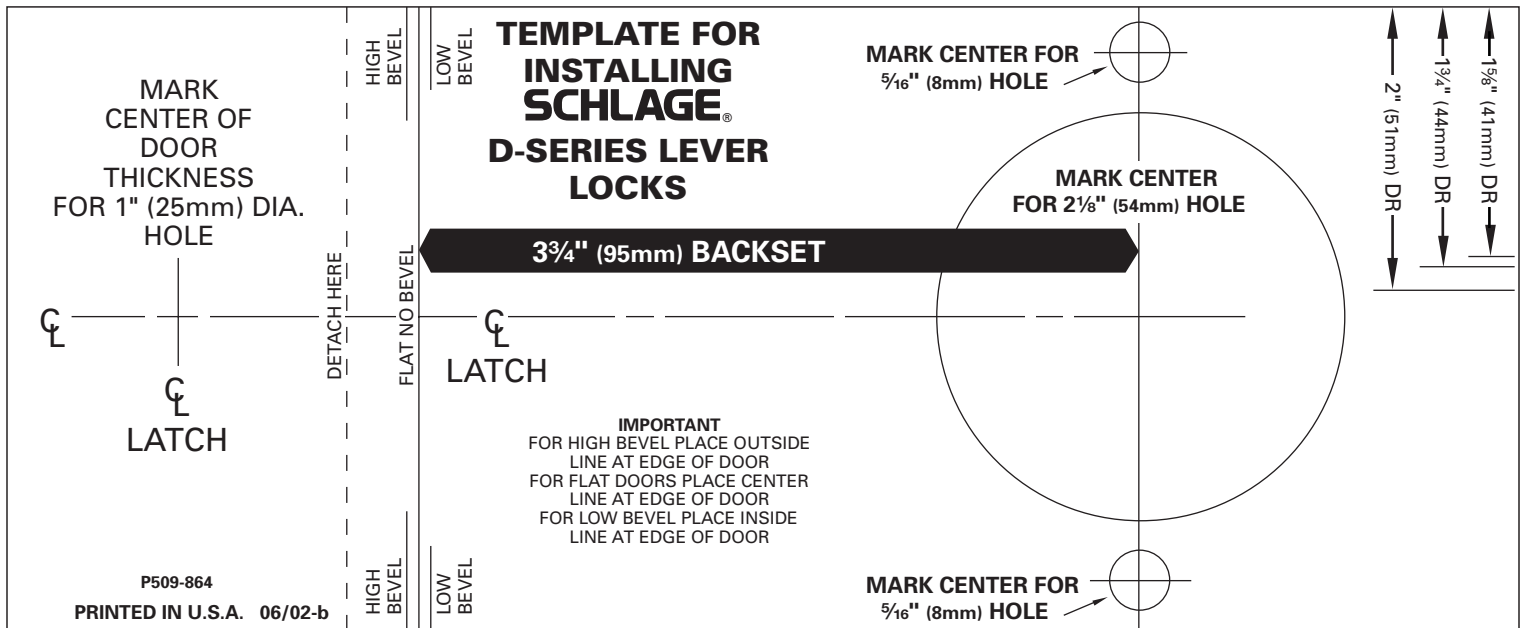 MARK
CENTER OF
DOOR
THICKNESS
FOR 1" (25mm) DIA.
HOLE
℄
℄
LATCH
P509-864
PRINTED IN U.S.A. 06/02-b
DETACH HERE
HIGH
BEVEL
FLAT NO BEVEL
HIGH
BEVEL
LOW
BEVEL
LOW
BEVEL
TEMPLATE FOR
INSTALLING
SCHLAGE®
D-SERIES LEVER
LOCKS
3¾" (95mm) BACKSET
℄
LATCH
IMPORTANT
FOR HIGH BEVEL PLACE OUTSIDE
LINE AT EDGE OF DOOR
FOR FLAT DOORS PLACE CENTER
LINE AT EDGE OF DOOR
FOR LOW BEVEL PLACE INSIDE
LINE AT EDGE OF DOOR
MARK CENTER FOR
5/16" (8mm) HOLE
MARK CENTER
FOR 2⅛" (54mm) HOLE
MARK CENTER FOR
5/16" (8mm) HOLE
2" (51mm) DR
1¾" (44mm) DR
1⅝" (41mm) DR